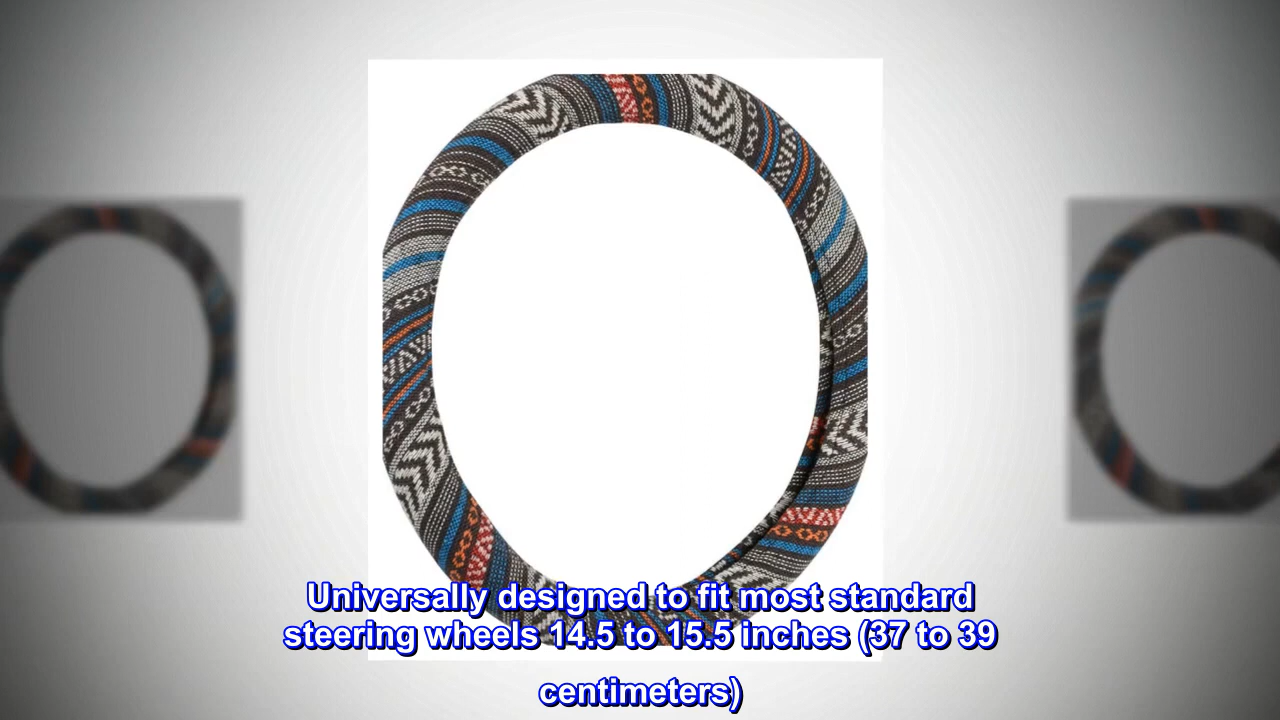 Universally designed to fit most standard
steering wheels 14.5 to 15.5 inches (37 to 39
centimeters)